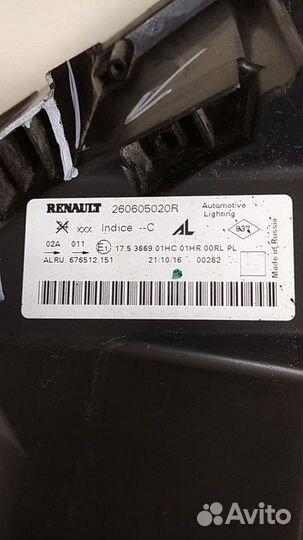 RENAULT 260605020R
xxx Indice --C AL Automotive Lighting
02A 011 E1 17.5 3669 01HC 01HR 00RL PL
ALRU. 676512.151 21/10/16 00262
Made in Russia
Avito